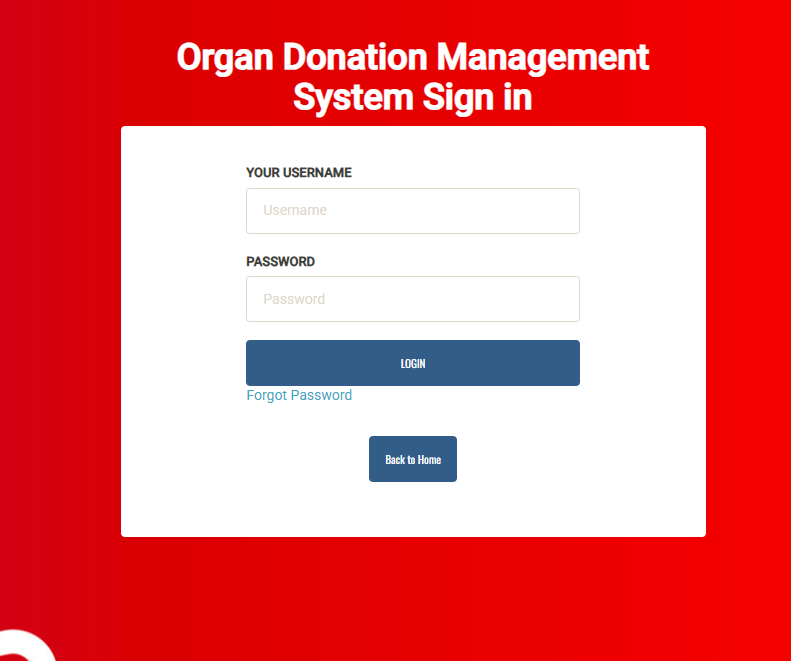 Organ Donation Management
System Sign in
YOUR USERNAME
Username
PASSWORD
Password
LOGIN
Forgot Password
Back to Home